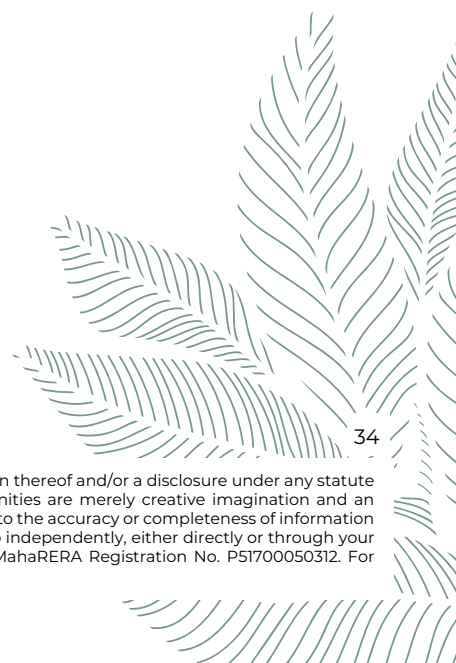 34
n thereof and/or a disclosure under any statute
nities are merely creative imagination and an
to the accuracy or completeness of information
independently, either directly or through your
MahaRERA Registration No. P51700050312. For